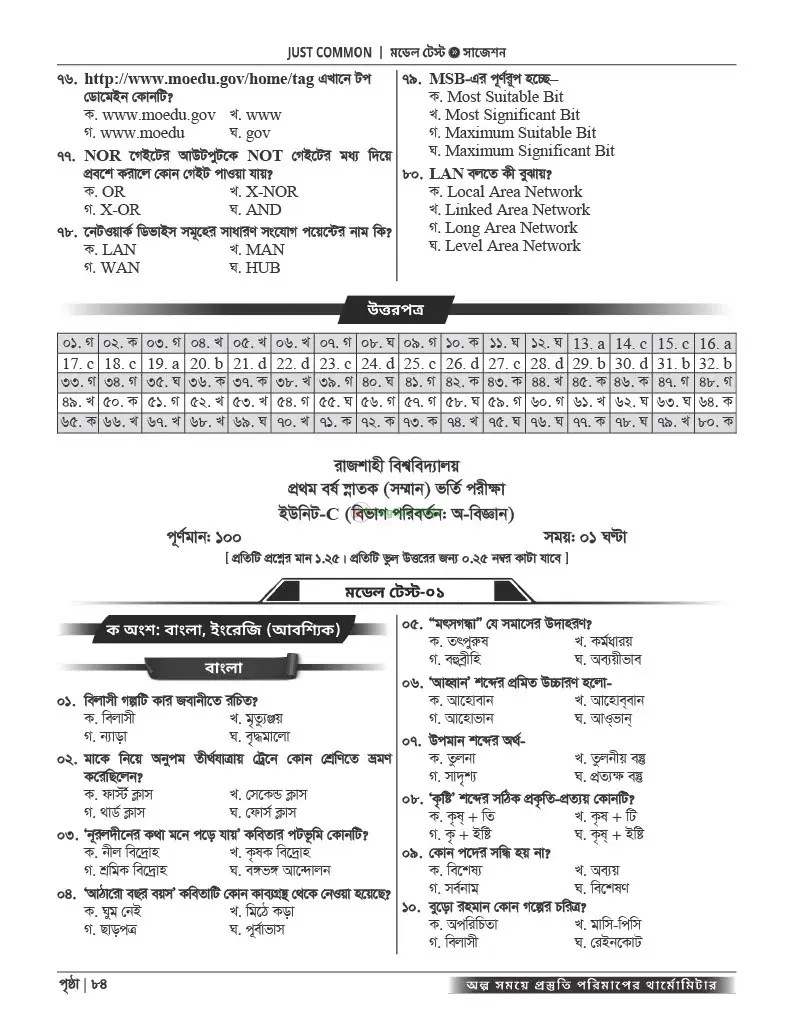 JUST COMMON | মডেল টেস্ট » সাজেশন
৭৬. http://www.moedu.gov/home/tag এখানে টপ
ডোমেইন কোনটি?
ক. www.moedu.gov খ. www
গ. www.moedu ঘ. gov
৭৭. NOR গেইটের আউটপুটকে NOT গেইটের মধ্য দিয়ে
প্রবেশ করালে কোন গেইট পাওয়া যায়?
ক. OR খ. X-NOR
গ. X-OR ঘ. AND
৭৮. নেটওয়ার্ক ডিভাইস সমূহের সাধারণ সংযোগ পয়েন্টের নাম কি?
ক. LAN খ. MAN
গ. WAN ঘ. HUB
৭৯. MSB-এর পূর্ণরূপ হচ্ছে–
ক. Most Suitable Bit
খ. Most Significant Bit
গ. Maximum Suitable Bit
ঘ. Maximum Significant Bit
৮০. LAN বলতে কী বুঝায়?
ক. Local Area Network
খ. Linked Area Network
গ. Long Area Network
ঘ. Level Area Network
উত্তরপত্র
০১. গ ০২. ক ০৩. গ ০৪. খ ০৫. খ ০৬. খ ০৭. গ ০৮. ঘ ০৯. গ ১০. ক ১১. ঘ ১২. ঘ 13. a 14. c 15. c 16. a
17. c 18. c 19. a 20. b 21. d 22. d 23. c 24. d 25. c 26. d 27. c 28. d 29. b 30. d 31. b 32. b
৩৩. গ ৩৪. গ ৩৫. ঘ ৩৬. ক ৩৭. ক ৩৮. খ ৩৯. গ ৪০. ঘ ৪১. গ ৪২. ক ৪৩. ক ৪৪. খ ৪৫. ক ৪৬. ক ৪৭. গ ৪৮. গ
৪৯. খ ৫০. ক ৫১. গ ৫২. খ ৫৩. খ ৫৪. গ ৫৫. ঘ ৫৬. গ ৫৭. গ ৫৮. ঘ ৫৯. গ ৬০. গ ৬১. খ ৬২. ঘ ৬৩. ঘ ৬৪. ক
৬৫. ক ৬৬. খ ৬৭. খ ৬৮. খ ৬৯. ঘ ৭০. খ ৭১. ক ৭২. ক ৭৩. ক ৭৪. খ ৭৫. ঘ ৭৬. ঘ ৭৭. ক ৭৮. ঘ ৭৯. খ ৮০. ক
রাজশাহী বিশ্ববিদ্যালয়
প্রথম বর্ষ স্নাতক (সম্মান) ভর্তি পরীক্ষা
ইউনিট-C (বিভাগ পরিবর্তন: অ-বিজ্ঞান)
পূর্ণমান: ১০০ সময়: ০১ ঘণ্টা
[ প্রতিটি প্রশ্নের মান ১.২৫। প্রতিটি ভুল উত্তরের জন্য ০.২৫ নম্বর কাটা যাবে ]
মডেল টেস্ট-০১
ক অংশ: বাংলা, ইংরেজি (আবশ্যিক)
বাংলা
০১. বিলাসী গল্পটি কার জবানীতে রচিত?
ক. বিলাসী খ. মৃত্যুঞ্জয়
গ. ন্যাড়া ঘ. বৃদ্ধমালো
০২. মাকে নিয়ে অনুপম তীর্থযাত্রায় ট্রেনে কোন শ্রেণিতে ভ্রমণ
করেছিলেন?
ক. ফার্স্ট ক্লাস খ. সেকেন্ড ক্লাস
গ. থার্ড ক্লাস ঘ. ফোর্স ক্লাস
০৩. ‘নূরলদীনের কথা মনে পড়ে যায়’ কবিতার পটভূমি কোনটি?
ক. নীল বিদ্রোহ খ. কৃষক বিদ্রোহ
গ. শ্রমিক বিদ্রোহ ঘ. বঙ্গভঙ্গ আন্দোলন
০৪. ‘আঠারো বছর বয়স’ কবিতাটি কোন কাব্যগ্রন্থ থেকে নেওয়া হয়েছে?
ক. ঘুম নেই খ. মিঠে কড়া
গ. ছাড়পত্র ঘ. পূর্বাভাস
০৫. “মৎসগন্ধা” যে সমাসের উদাহরণ?
ক. তৎপুরুষ খ. কর্মধারয়
গ. বহুব্রীহি ঘ. অব্যয়ীভাব
০৬. ‘আহ্বান’ শব্দের প্রমিত উচ্চারণ হলো-
ক. আহোবান খ. আহোব্‌বান
গ. আহোভান ঘ. আও্‌ভান্
০৭. উপমান শব্দের অর্থ-
ক. তুলনা খ. তুলনীয় বস্তু
গ. সাদৃশ্য ঘ. প্রত্যক্ষ বস্তু
০৮. ‘কৃষ্টি’ শব্দের সঠিক প্রকৃতি-প্রত্যয় কোনটি?
ক. কৃষ্ + তি খ. কৃষ + টি
গ. কৃ + ইষ্টি ঘ. কৃষ্ + ইষ্টি
০৯. কোন পদের সন্ধি হয় না?
ক. বিশেষ্য খ. অব্যয়
গ. সর্বনাম ঘ. বিশেষণ
১০. বুড়ো রহমান কোন গল্পের চরিত্র?
ক. অপরিচিতা খ. মাসি-পিসি
গ. বিলাসী ঘ. রেইনকোট
পৃষ্ঠা | ৮৪
অল্প সময়ে প্রস্তুতি পরিমাপের থার্মোমিটার